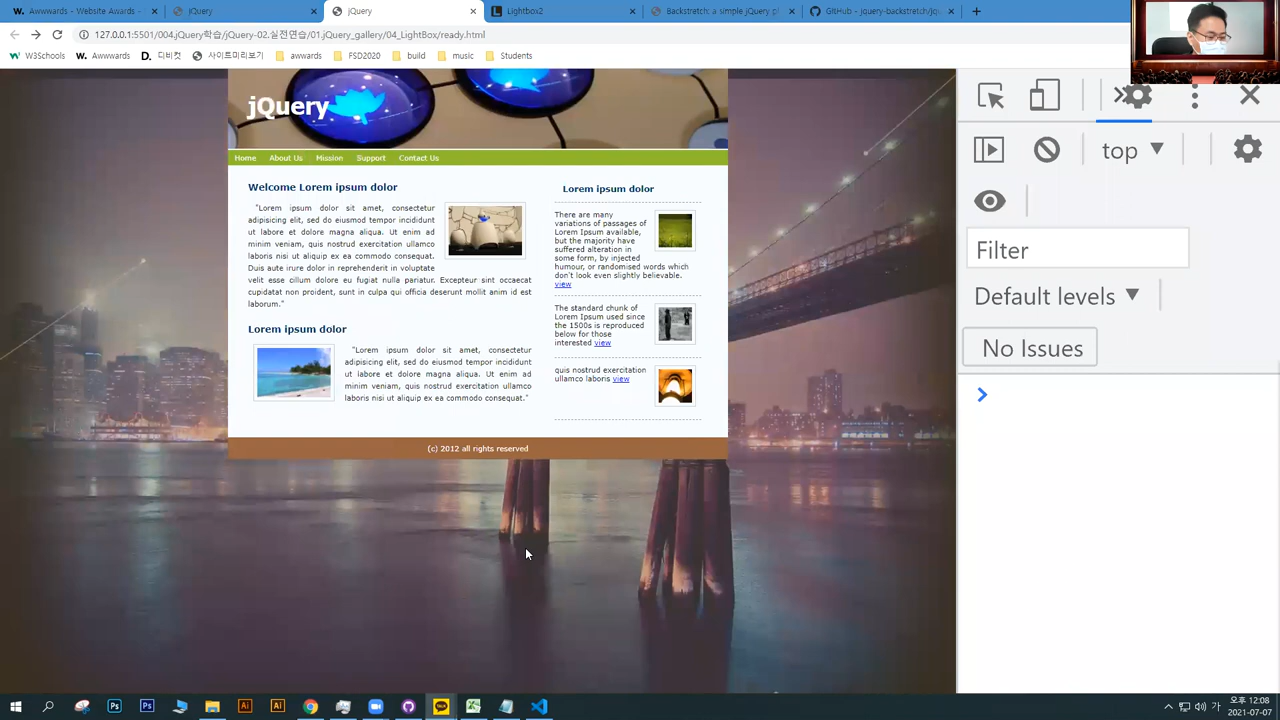 Awwwards - Website Awards -
jQuery
jQuery
Lightbox2
Backstretch: a simple jQuery pl
GitHub - jquery-backstretch/jqu
127.0.0.1:5501/004.jQuery학습/jQuery-02.실전연습/01.jQuery_gallery/04_LightBox/ready.html
W3Schools
W. Awwwards
D. 디비컷
사이트미리보기
awwards
FSD2020
build
music
Students
jQuery
Home About Us Mission Support Contact Us
Welcome Lorem ipsum dolor
"Lorem ipsum dolor sit amet, consectetur
adipisicing elit, sed do eiusmod tempor incididunt
ut labore et dolore magna aliqua. Ut enim ad
minim veniam, quis nostrud exercitation ullamco
laboris nisi ut aliquip ex ea commodo consequat.
Duis aute irure dolor in reprehenderit in voluptate
velit esse cillum dolore eu fugiat nulla pariatur. Excepteur sint occaecat
cupidatat non proident, sunt in culpa qui officia deserunt mollit anim id est
laborum."
Lorem ipsum dolor
"Lorem ipsum dolor sit amet, consectetur
adipisicing elit, sed do eiusmod tempor incididunt
ut labore et dolore magna aliqua. Ut enim ad
minim veniam, quis nostrud exercitation ullamco
laboris nisi ut aliquip ex ea commodo consequat."
Lorem ipsum dolor
There are many
variations of passages of
Lorem Ipsum available,
but the majority have
suffered alteration in
some form, by injected
humour, or randomised words which
don't look even slightly believable.
view
The standard chunk of
Lorem Ipsum used since
the 1500s is reproduced
below for those
interested view
quis nostrud exercitation
ullamco laboris view
(c) 2012 all rights reserved
top
Filter
Default levels
No Issues
Ps
Ps
Ai
Ai
TALK
가
오후 12:08
2021-07-07